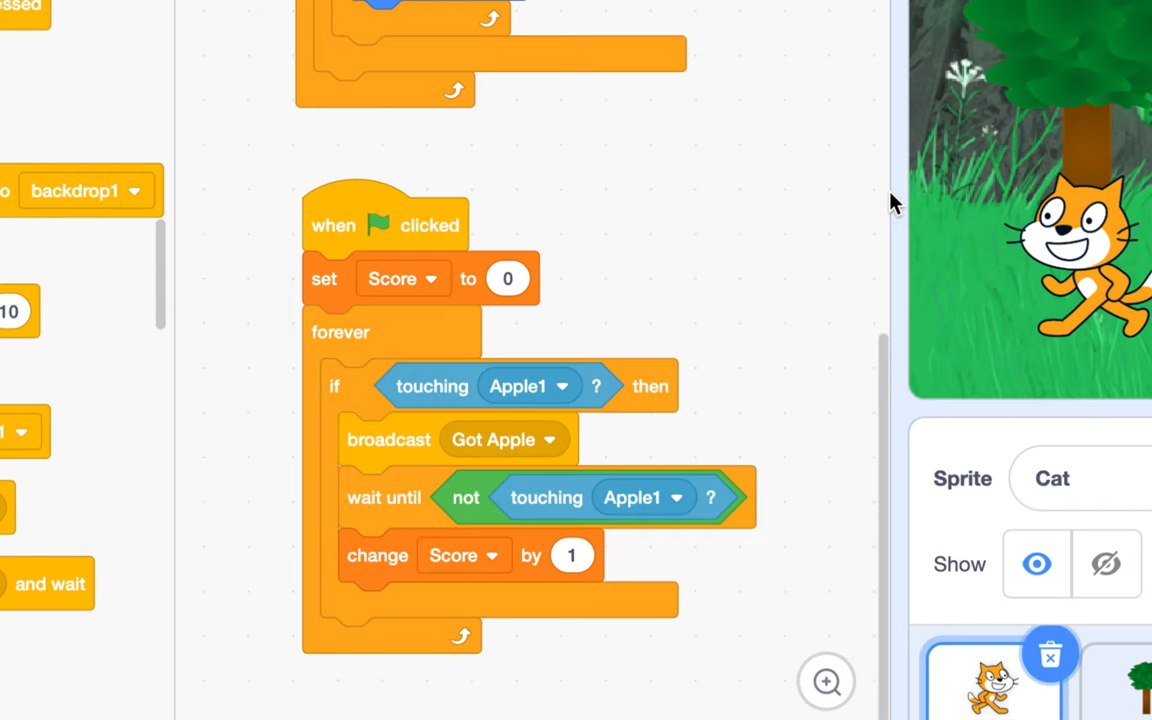 ssed
o backdrop1
10
1
and wait
when clicked
set Score to 0
forever
if touching Apple1 ? then
broadcast Got Apple
wait until not touching Apple1 ?
change Score by 1
Sprite Cat
Show